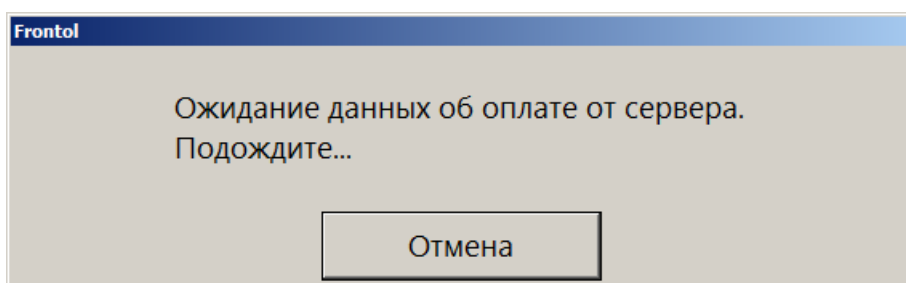 Frontol
Ожидание данных об оплате от сервера.
Подождите...
Отмена